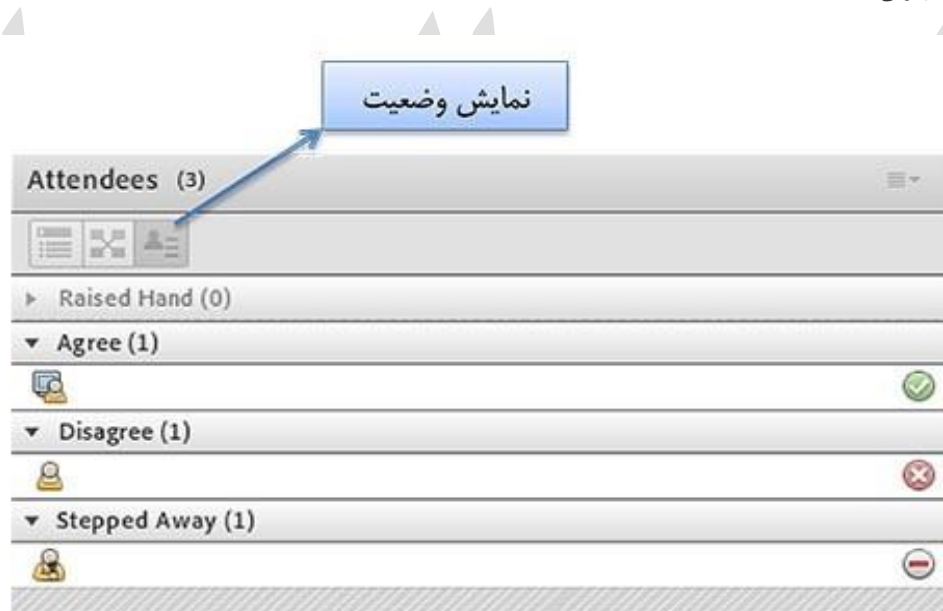 نمایش وضعیت
Attendees (3)
Raised Hand (0)
Agree (1)
Disagree (1)
Stepped Away (1)